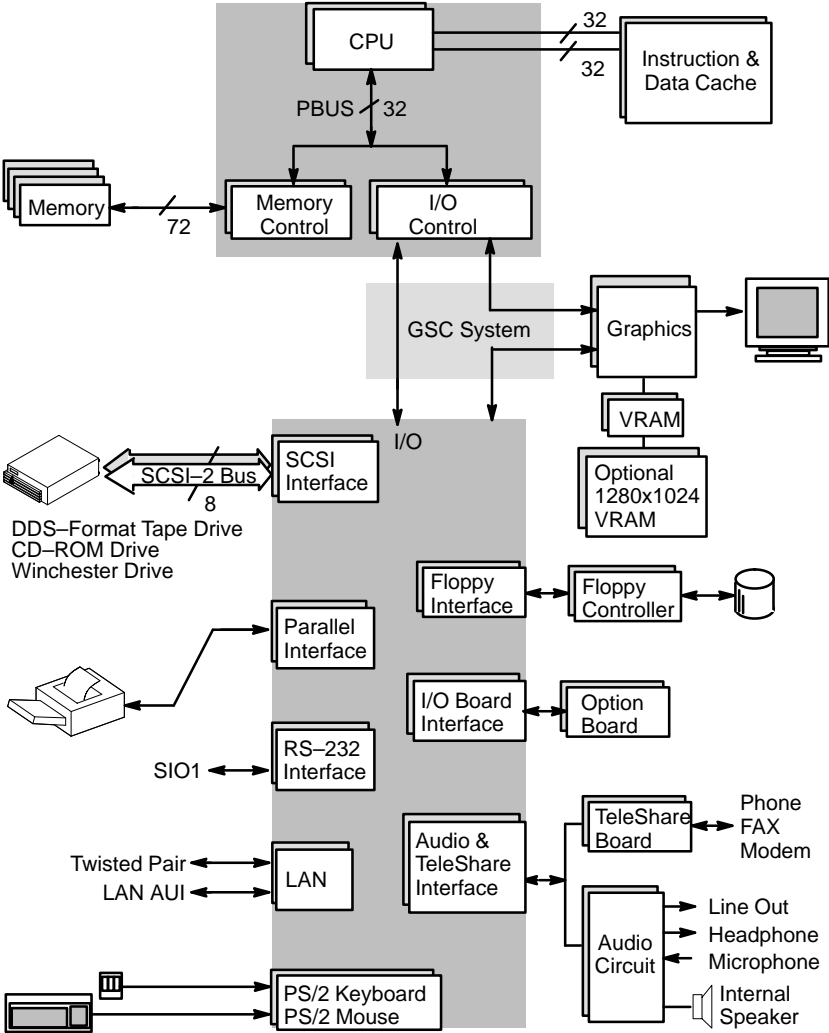 CPU
32
32
Instruction &
Data Cache
PBUS
32
Memory
72
Memory
Control
I/O
Control
GSC System
Graphics
VRAM
Optional
1280x1024
VRAM
I/O
SCSI–2 Bus
8
SCSI
Interface
DDS–Format Tape Drive
CD–ROM Drive
Winchester Drive
Floppy
Interface
Floppy
Controller
Parallel
Interface
I/O Board
Interface
Option
Board
SIO1
RS–232
Interface
Audio &
TeleShare
Interface
TeleShare
Board
Phone
FAX
Modem
Twisted Pair
LAN AUI
LAN
Audio
Circuit
Line Out
Headphone
Microphone
Internal
Speaker
PS/2 Keyboard
PS/2 Mouse